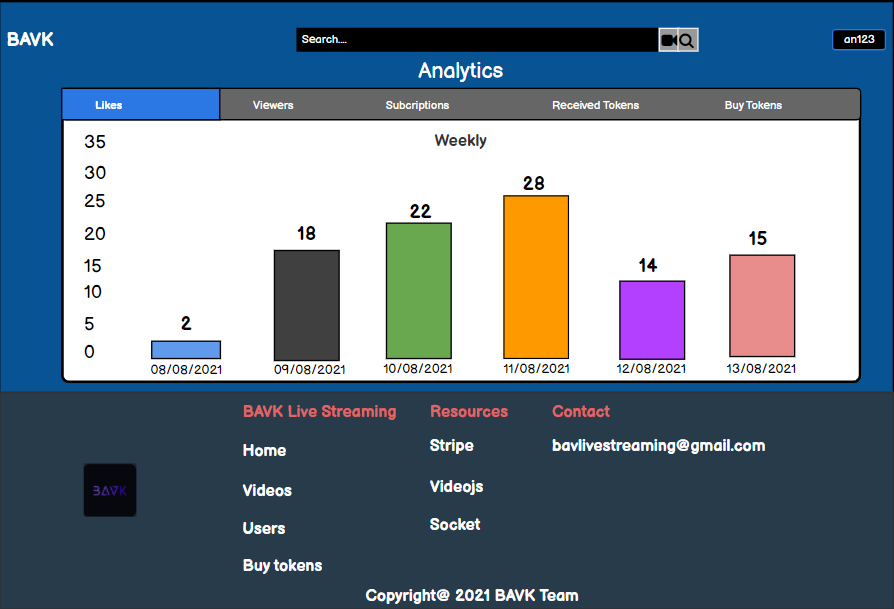 BAVK
Search....
an123
Analytics
Likes
Viewers
Subcriptions
Received Tokens
Buy Tokens
Weekly
35
30
25
20
15
10
5
0
2
18
22
28
14
15
08/08/2021
09/08/2021
10/08/2021
11/08/2021
12/08/2021
13/08/2021
BAVK Live Streaming
Resources
Contact
Home
Stripe
bavlivestreaming@gmail.com
Videos
Videojs
Users
Socket
Buy tokens
BAVK
Copyright@ 2021 BAVK Team